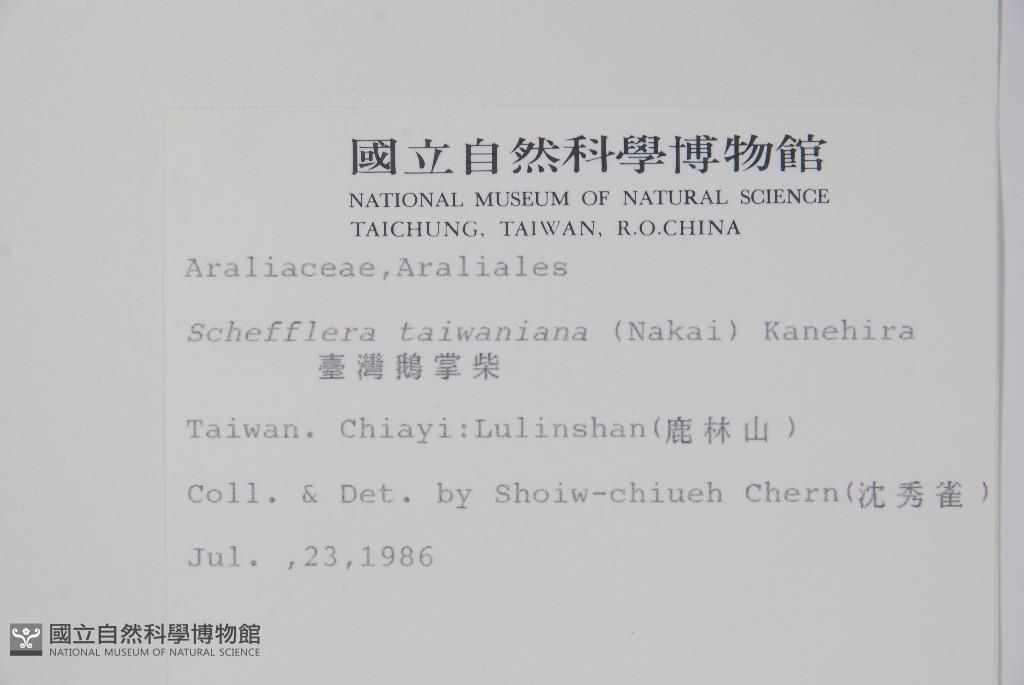 國立自然科學博物館
NATIONAL MUSEUM OF NATURAL SCIENCE
TAICHUNG, TAIWAN, R.O.CHINA
Araliaceae,Araliales
Schefflera taiwaniana (Nakai) Kanehira
臺灣鵝掌柴
Taiwan. Chiayi:Lulinshan(鹿林山)
Coll. & Det. by Shoiw-chiueh Chern(沈秀雀)
Jul. ,23,1986
國立自然科學博物館
NATIONAL MUSEUM OF NATURAL SCIENCE